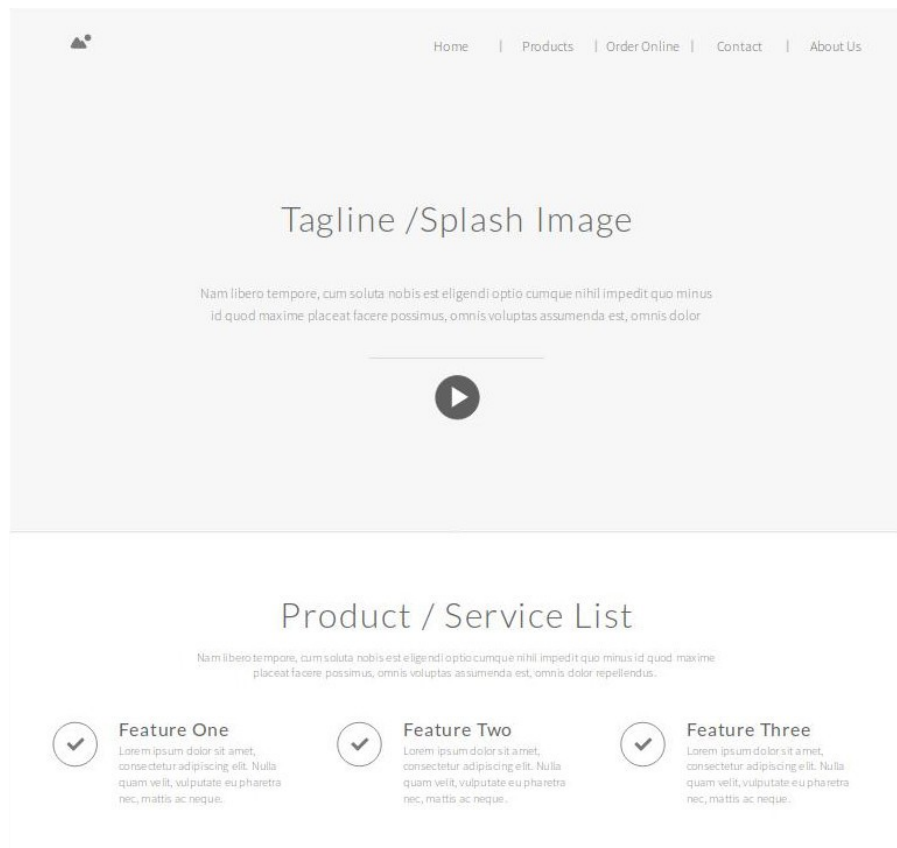 Home | Products | Order Online | Contact | About Us
Tagline /Splash Image
Nam libero tempore, cum soluta nobis est eligendi optio cumque nihil impedit quo minus
id quod maxime placeat facere possimus, omnis voluptas assumenda est, omnis dolor
Product / Service List
Nam libero tempore, cum soluta nobis est eligendi optio cumque nihil impedit quo minus id quod maxime
placeat facere possimus, omnis voluptas assumenda est, omnis dolor repellendus.
Feature One
Lorem ipsum dolor sit amet,
consectetur adipiscing elit. Nulla
quam velit, vulputate eu pharetra
nec, mattis ac neque.
Feature Two
Lorem ipsum dolor sit amet,
consectetur adipiscing elit. Nulla
quam velit, vulputate eu pharetra
nec, mattis ac neque.
Feature Three
Lorem ipsum dolor sit amet,
consectetur adipiscing elit. Nulla
quam velit, vulputate eu pharetra
nec, mattis ac neque.